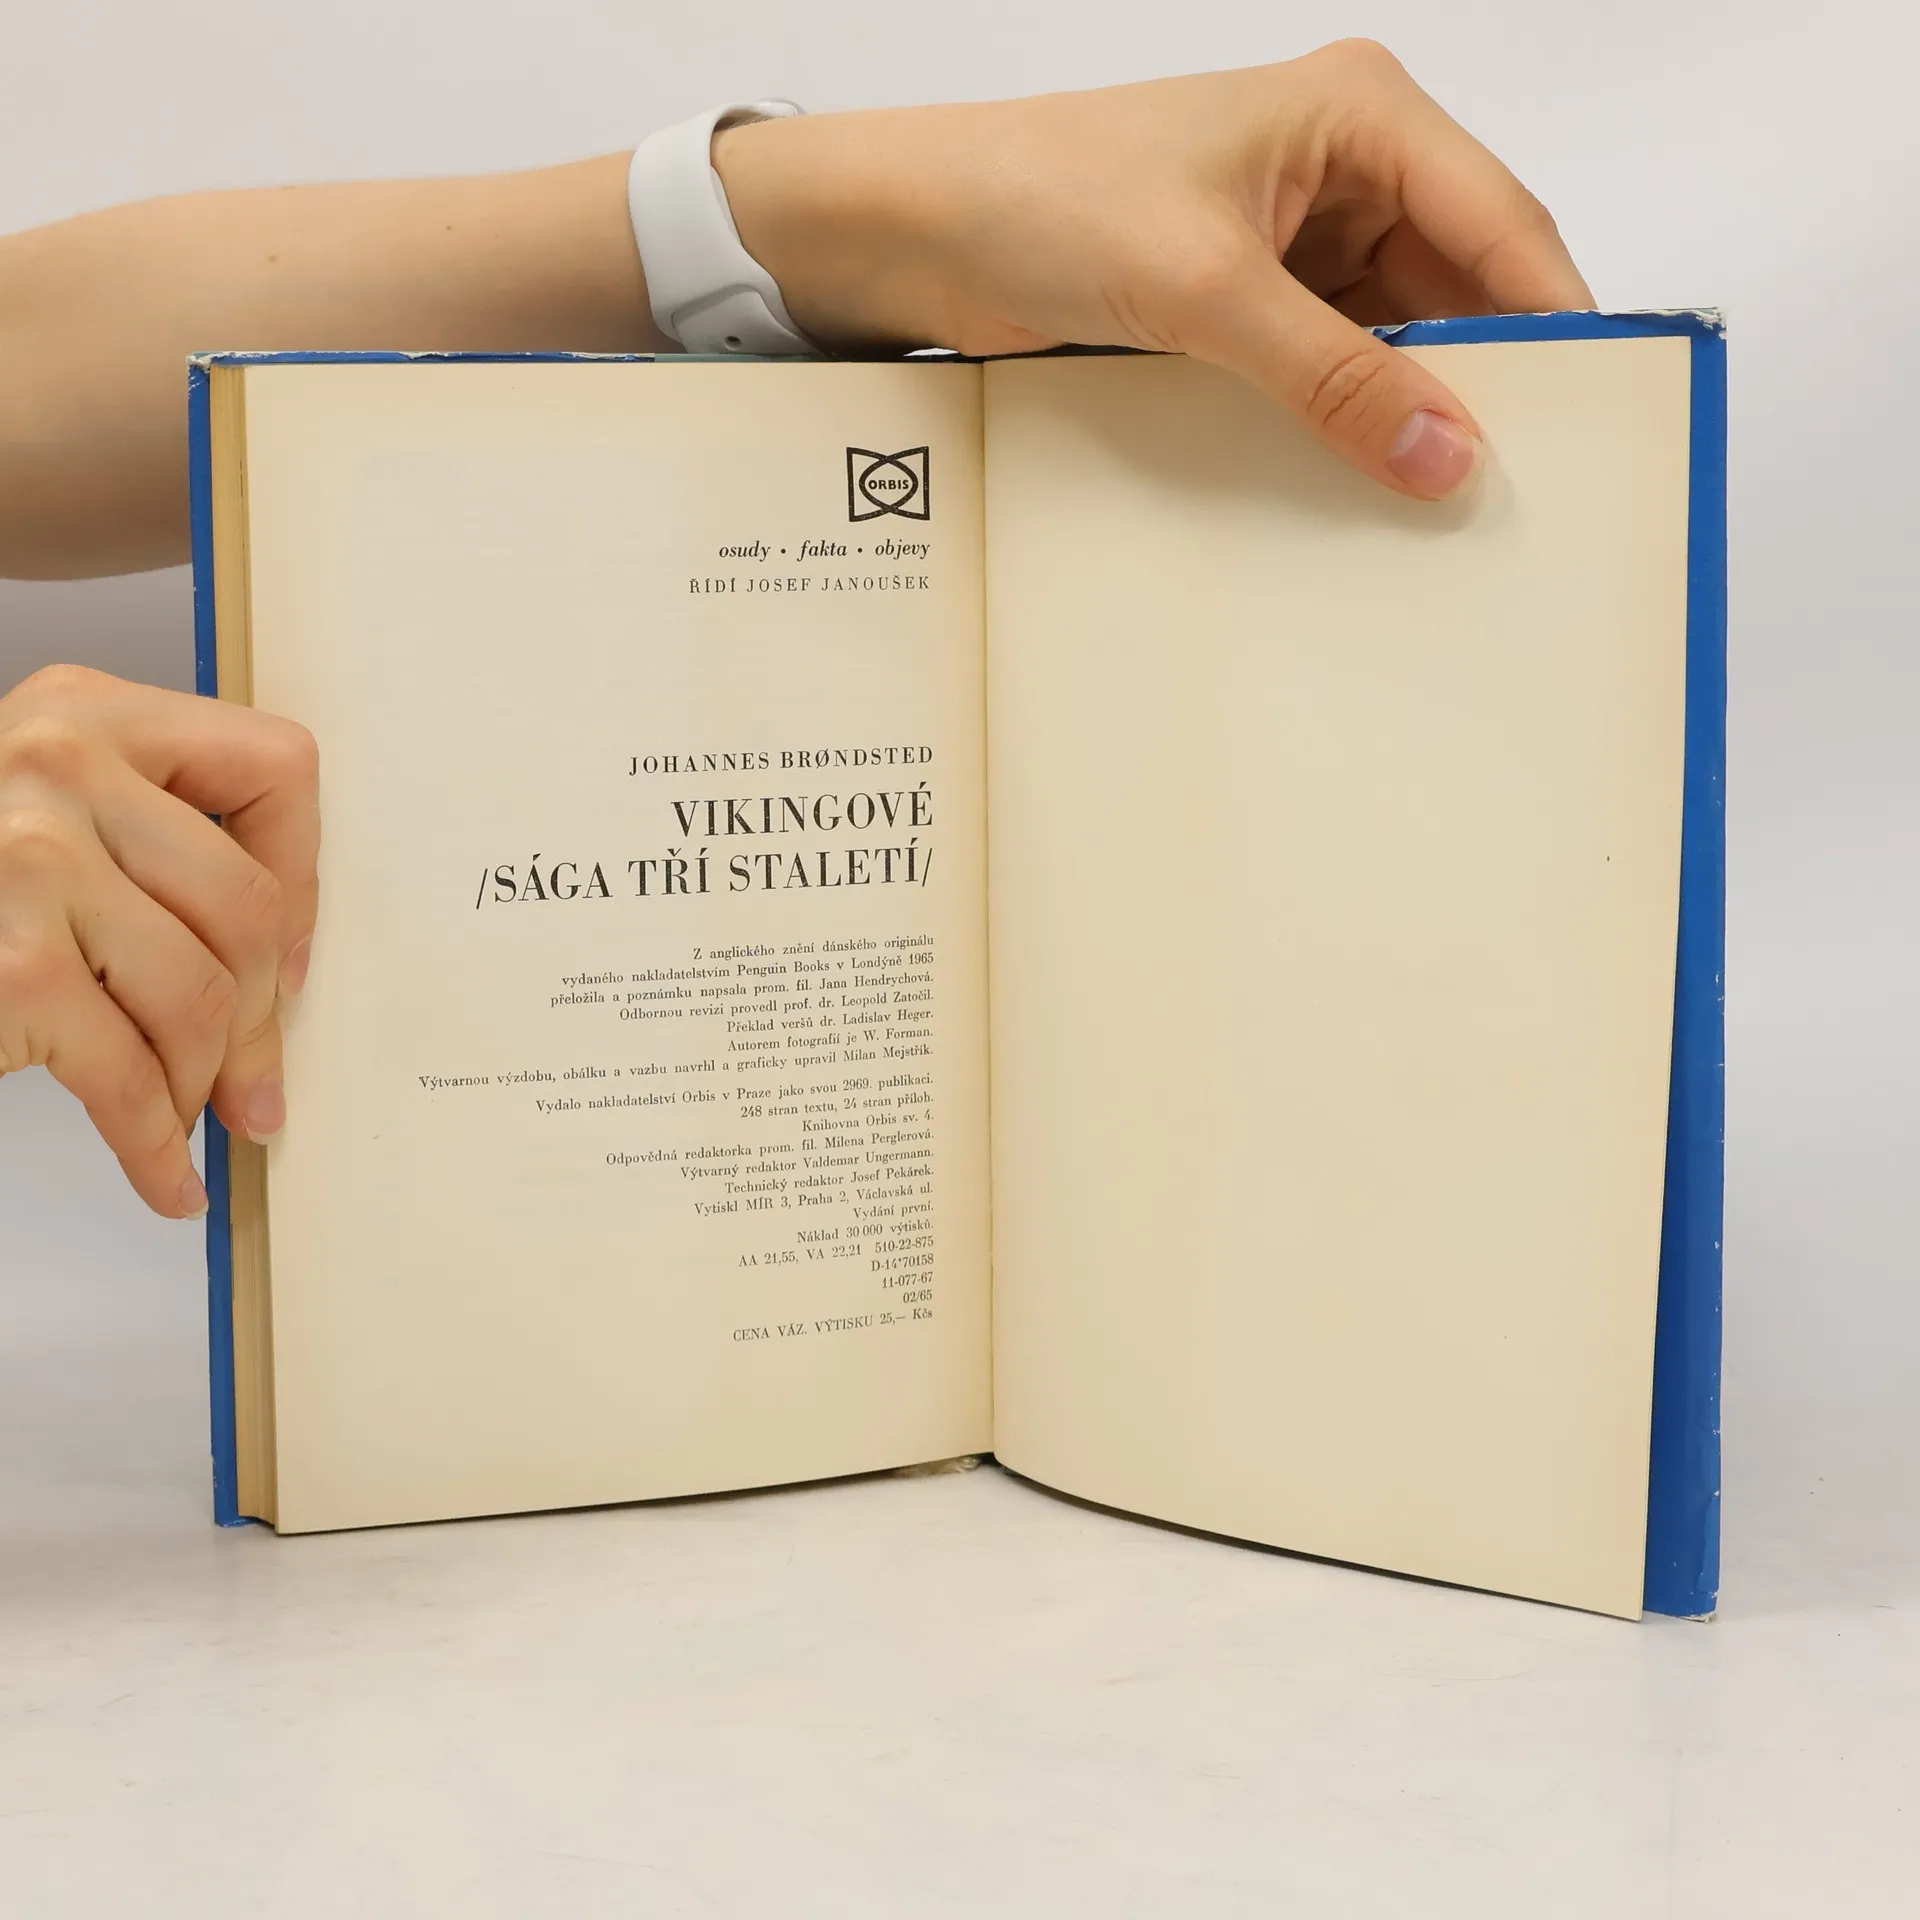 ORBIS
osudy • fakta • objevy
ŘÍDÍ JOSEF JANOUŠEK
JOHANNES BRØNDSTED
VIKINGOVÉ
/SÁGA TŘÍ STALETÍ/
Z anglického znění dánského originálu
vydaného nakladatelstvím Penguin Books v Londýně 1965
přeložila a poznámku napsala prom. fil. Jana Hendrychová.
Odbornou revizi provedl prof. dr. Leopold Zatočil.
Překlad veršů dr. Ladislav Heger.
Autorem fotografií je W. Forman.
Výtvarnou výzdobu, obálku a vazbu navrhl a graficky upravil Milan Mejstřík.
Vydalo nakladatelství Orbis v Praze jako svou 2969. publikaci.
248 stran textu, 24 stran příloh.
Knihovna Orbis sv. 4.
Odpovědná redaktorka prom. fil. Milena Perglerová.
Výtvarný redaktor Valdemar Ungermann.
Technický redaktor Josef Pekárek.
Vytiskl MÍR 3, Praha 2, Václavská ul.
Vydání první.
Náklad 30 000 výtisků.
AA 21,55, VA 22,21 510-22-875
D-14*70158
11-077-67
02/65
CENA VÁZ. VÝTISKU 25,— Kčs